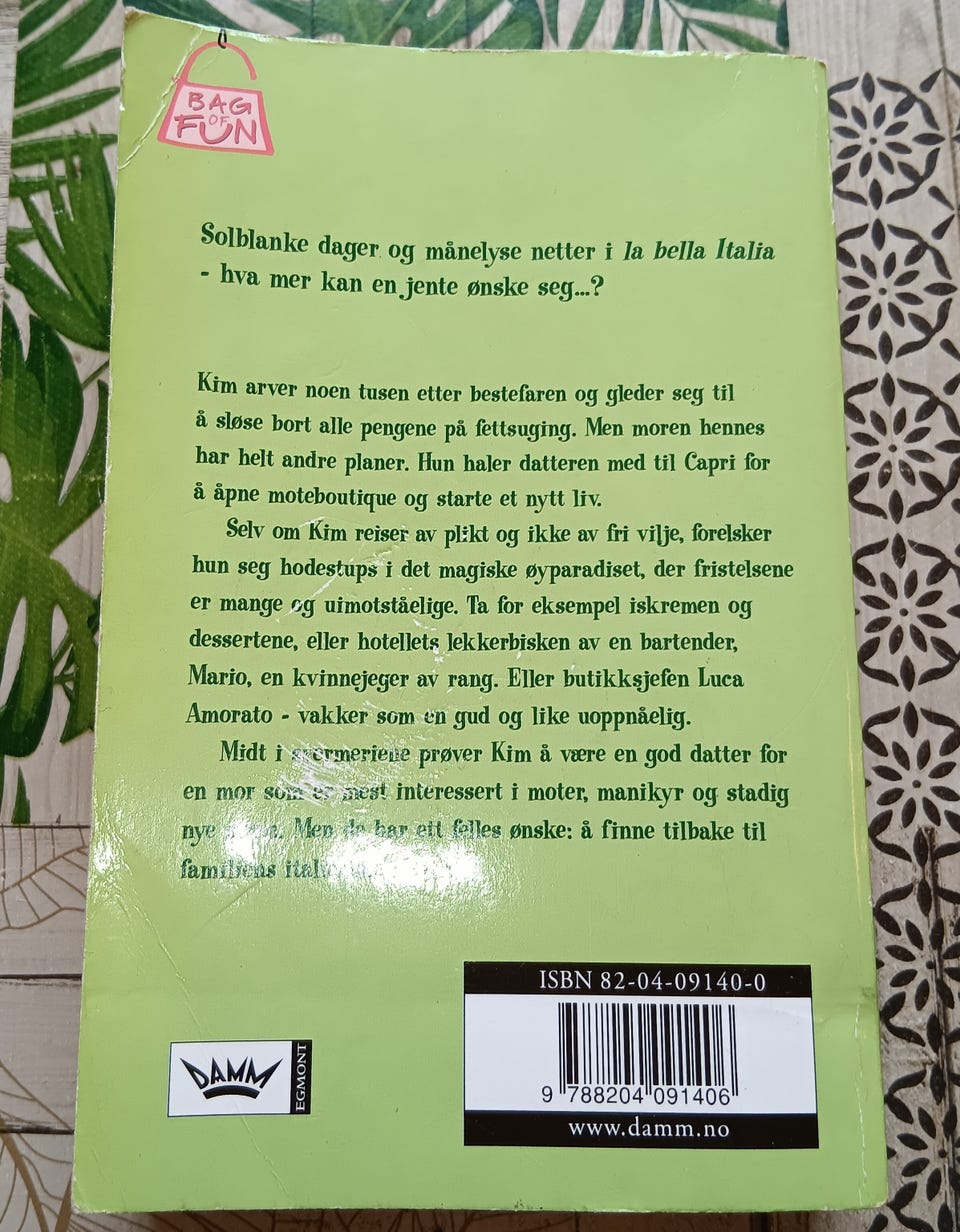 BAG
OF
FUN
Solblanke dager og månelyse netter i la bella Italia
- hva mer kan en jente ønske seg...?
Kim arver noen tusen etter bestefaren og gleder seg til
å sløse bort alle pengene på fettsuging. Men moren hennes
har helt andre planer. Hun haler datteren med til Capri for
å åpne moteboutique og starte et nytt liv.
Selv om Kim reiser av plikt og ikke av fri vilje, forelsker
hun seg hodestups i det magiske øyparadiset, der fristelsene
er mange og uimotståelige. Ta for eksempel iskremen og
dessertene, eller hotellets lekkerbisken av en bartender,
Mario, en kvinnejeger av rang. Eller butikksjefen Luca
Amorato - vakker som en gud og like uoppnåelig.
Midt i svermeriene prøver Kim å være en god datter for
en mor som er mest interessert i moter, manikyr og stadig
nye Men de har ett felles ønske: å finne tilbake til
familiens
ISBN 82-04-09140-0
9 788204 091406
www.damm.no
DAMM
EGMONT